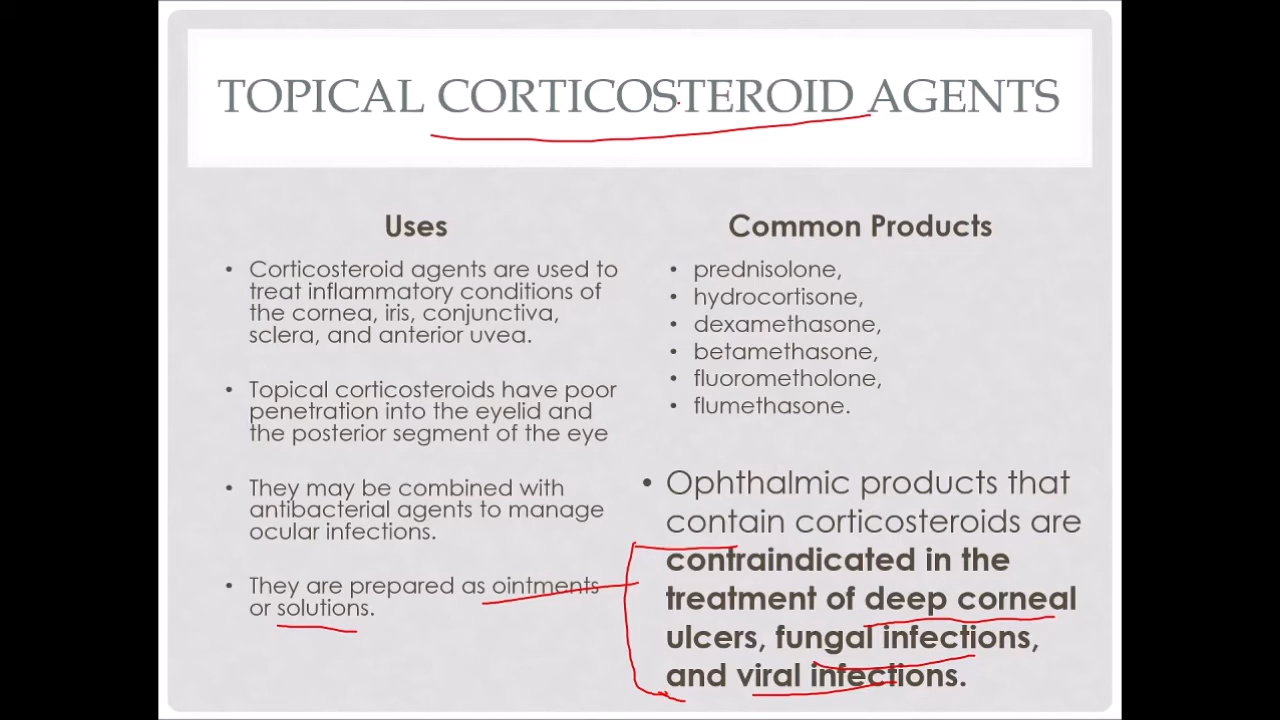 TOPICAL CORTICOSTEROID AGENTS
Uses
• Corticosteroid agents are used to
treat inflammatory conditions of
the cornea, iris, conjunctiva,
sclera, and anterior uvea.
• Topical corticosteroids have poor
penetration into the eyelid and
the posterior segment of the eye
• They may be combined with
antibacterial agents to manage
ocular infections.
• They are prepared as ointments
or solutions.
Common Products
• prednisolone,
• hydrocortisone,
• dexamethasone,
• betamethasone,
• fluorometholone,
• flumethasone.
• Ophthalmic products that
contain corticosteroids are
contraindicated in the
treatment of deep corneal
ulcers, fungal infections,
and viral infections.